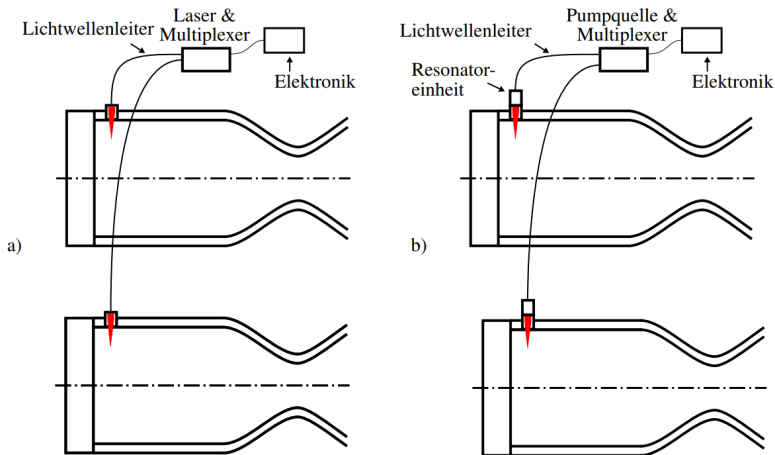 Laser &
Multiplexer
Lichtwellenleiter
Elektronik
a)
Pumpquelle &
Multiplexer
Lichtwellenleiter
Resonator-
einheit
Elektronik
b)